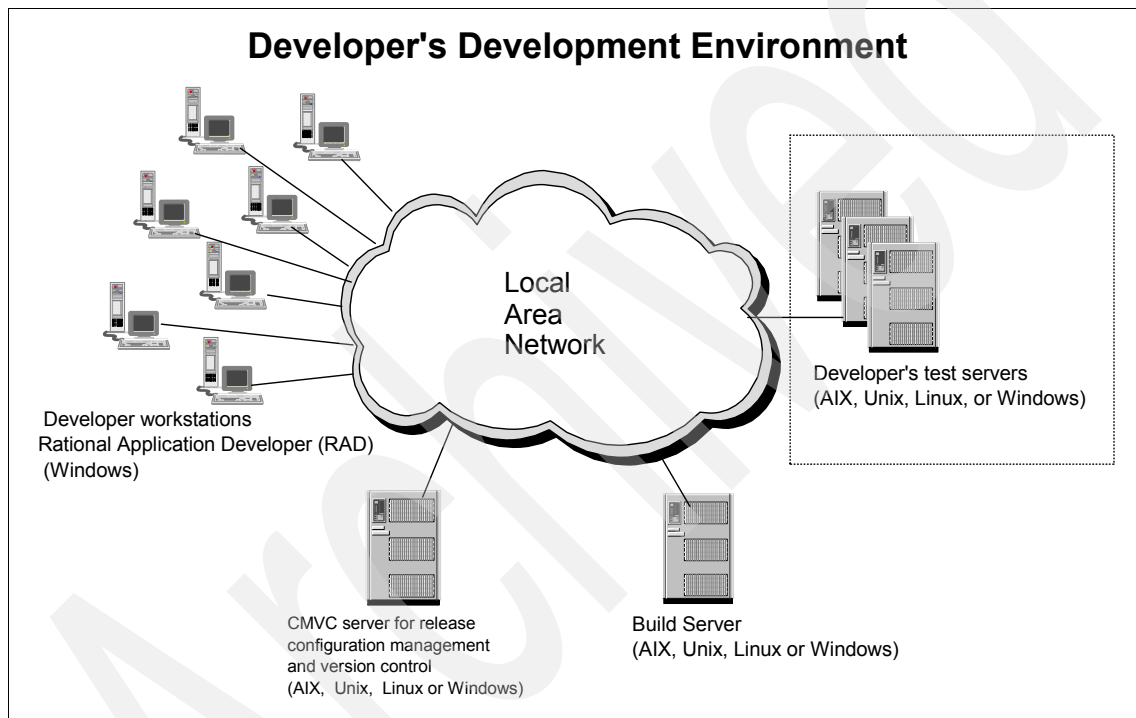 Developer's Development Environment
Local
Area
Network
Developer workstations
Rational Application Developer (RAD)
(Windows)
Developer's test servers
(AIX, Unix, Linux, or Windows)
CMVC server for release
configuration management
and version control
(AIX, Unix, Linux or Windows)
Build Server
(AIX, Unix, Linux or Windows)
Archived